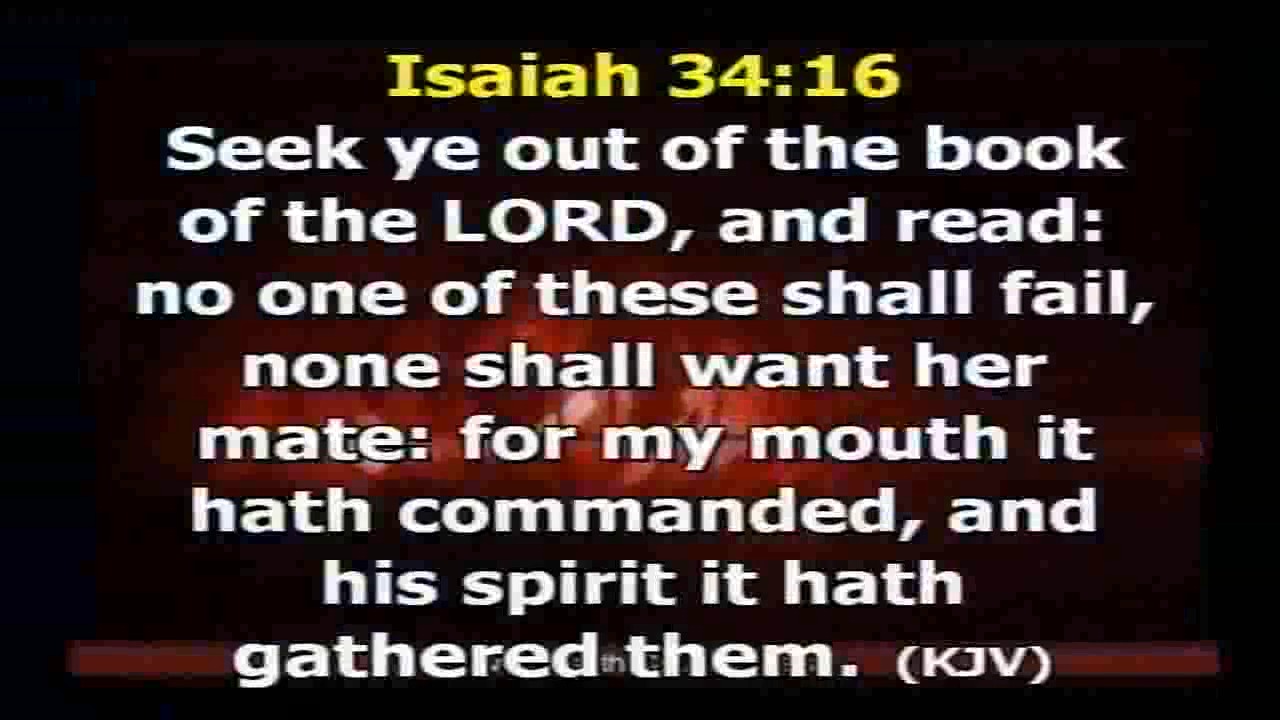 Isaiah 34:16
Seek ye out of the book
of the LORD, and read:
no one of these shall fail,
none shall want her
mate: for my mouth it
hath commanded, and
his spirit it hath
gathered them. (KJV)